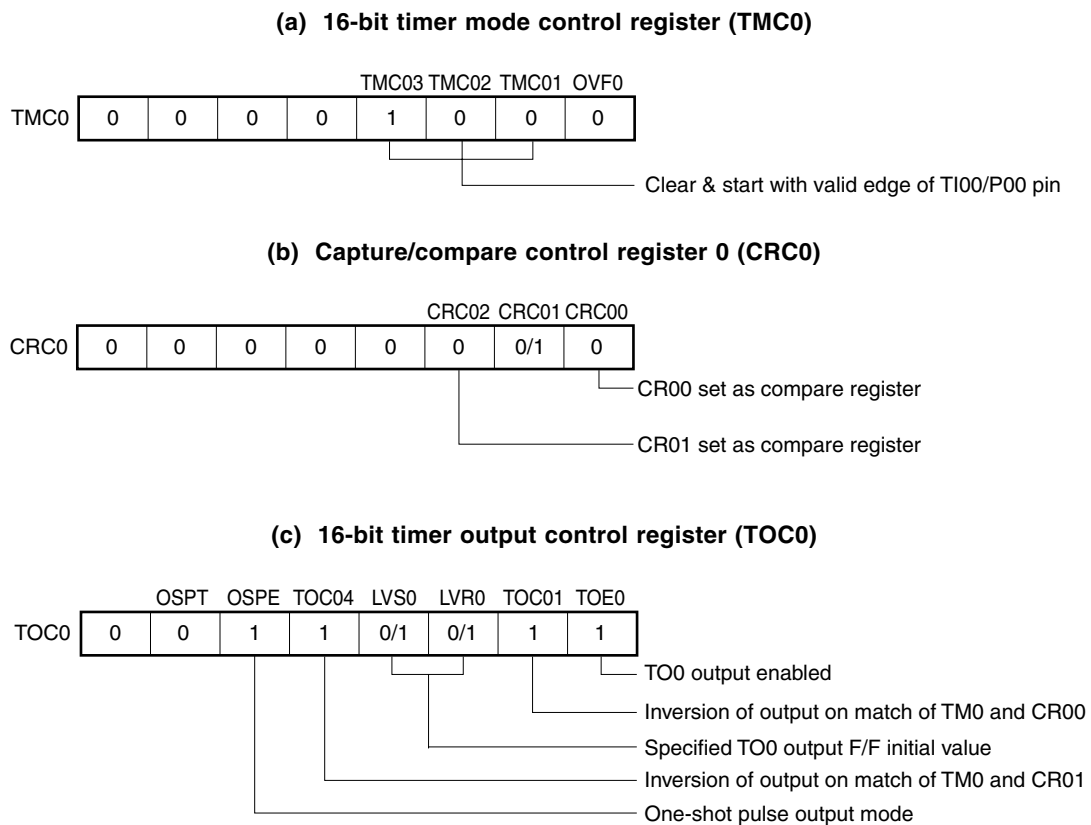 (a) 16-bit timer mode control register (TMC0)
TMC03 TMC02 TMC01 OVF0
TMC0 0 0 0 0 1 0 0 0
Clear & start with valid edge of TI00/P00 pin
(b) Capture/compare control register 0 (CRC0)
CRC02 CRC01 CRC00
CRC0 0 0 0 0 0 0 0/1 0
CR00 set as compare register
CR01 set as compare register
(c) 16-bit timer output control register (TOC0)
OSPT OSPE TOC04 LVS0 LVR0 TOC01 TOE0
TOC0 0 0 1 1 0/1 0/1 1 1
TO0 output enabled
Inversion of output on match of TM0 and CR00
Specified TO0 output F/F initial value
Inversion of output on match of TM0 and CR01
One-shot pulse output mode